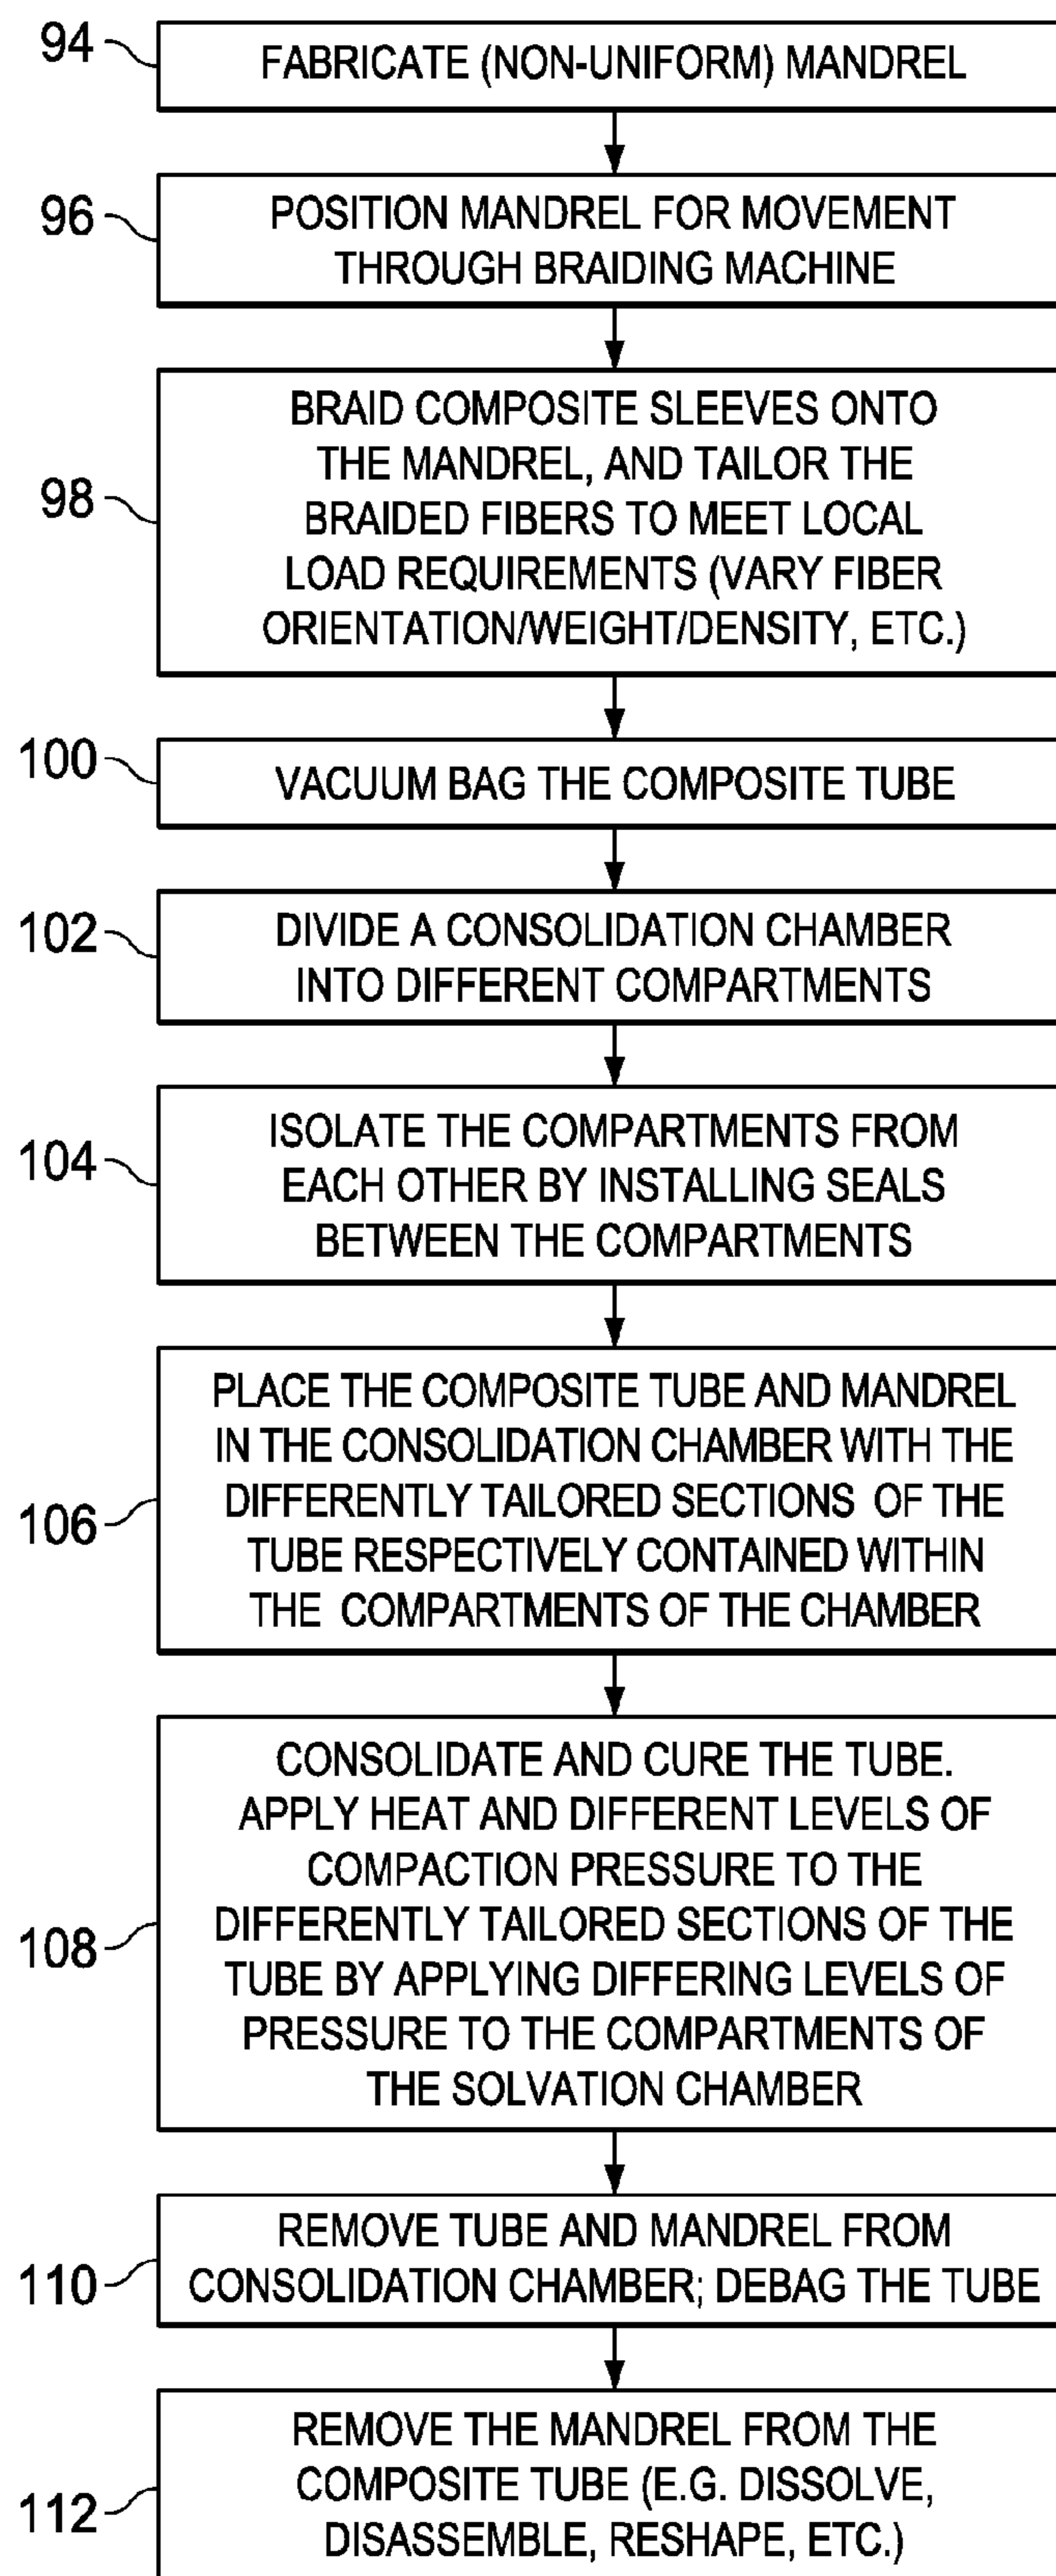 94
FABRICATE (NON-UNIFORM) MANDREL
96
POSITION MANDREL FOR MOVEMENT
THROUGH BRAIDING MACHINE
98
BRAID COMPOSITE SLEEVES ONTO
THE MANDREL, AND TAILOR THE
BRAIDED FIBERS TO MEET LOCAL
LOAD REQUIREMENTS (VARY FIBER
ORIENTATION/WEIGHT/DENSITY, ETC.)
100
VACUUM BAG THE COMPOSITE TUBE
102
DIVIDE A CONSOLIDATION CHAMBER
INTO DIFFERENT COMPARTMENTS
104
ISOLATE THE COMPARTMENTS FROM
EACH OTHER BY INSTALLING SEALS
BETWEEN THE COMPARTMENTS
106
PLACE THE COMPOSITE TUBE AND MANDREL
IN THE CONSOLIDATION CHAMBER WITH THE
DIFFERENTLY TAILORED SECTIONS OF THE
TUBE RESPECTIVELY CONTAINED WITHIN
THE COMPARTMENTS OF THE CHAMBER
108
CONSOLIDATE AND CURE THE TUBE.
APPLY HEAT AND DIFFERENT LEVELS OF
COMPACTION PRESSURE TO THE
DIFFERENTLY TAILORED SECTIONS OF THE
TUBE BY APPLYING DIFFERING LEVELS OF
PRESSURE TO THE COMPARTMENTS OF
THE SOLVATION CHAMBER
110
REMOVE TUBE AND MANDREL FROM
CONSOLIDATION CHAMBER; DEBAG THE TUBE
112
REMOVE THE MANDREL FROM THE
COMPOSITE TUBE (E.G. DISSOLVE,
DISASSEMBLE, RESHAPE, ETC.)